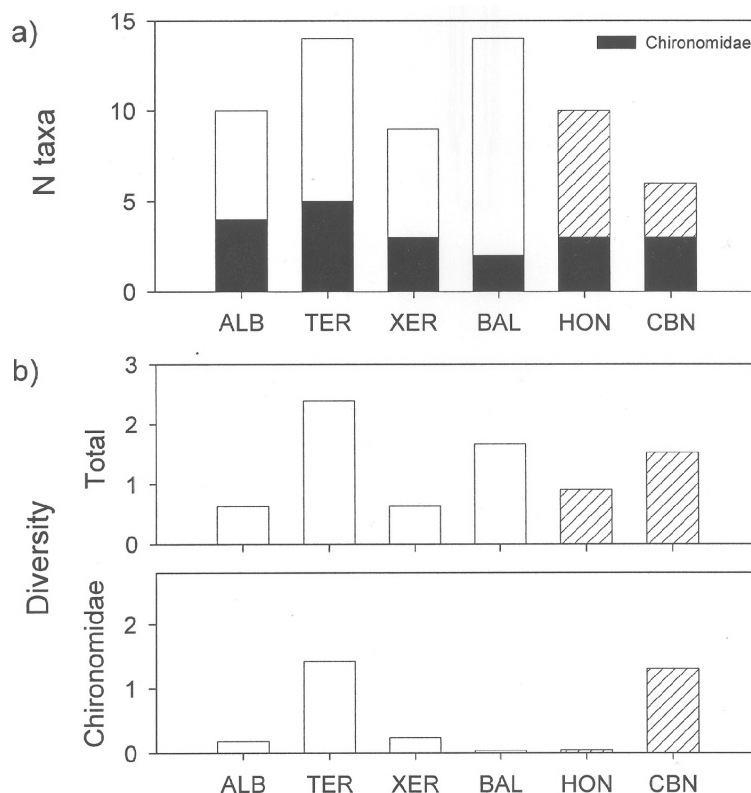 a)
Chironomidae
N taxa
15
10
5
0
ALB TER XER BAL HON CBN
b)
Diversity
Total
3
2
1
0
Chironomidae
2
1
0
ALB TER XER BAL HON CBN